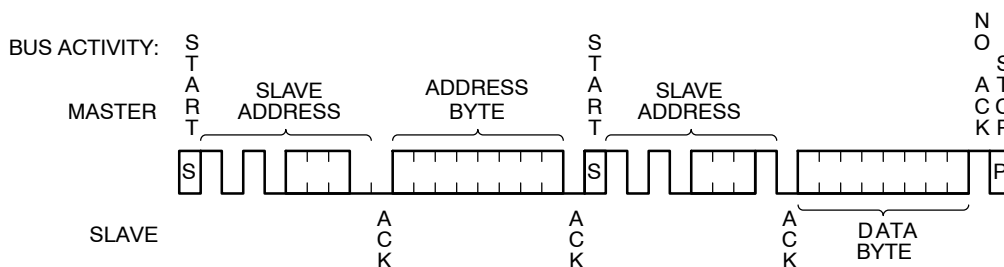 BUS ACTIVITY:
MASTER
START
SLAVE
ADDRESS
ADDRESS
BYTE
START
SLAVE
ADDRESS
NO ACK
STOP
S
S
P
SLAVE
ACK
ACK
ACK
DATA
BYTE